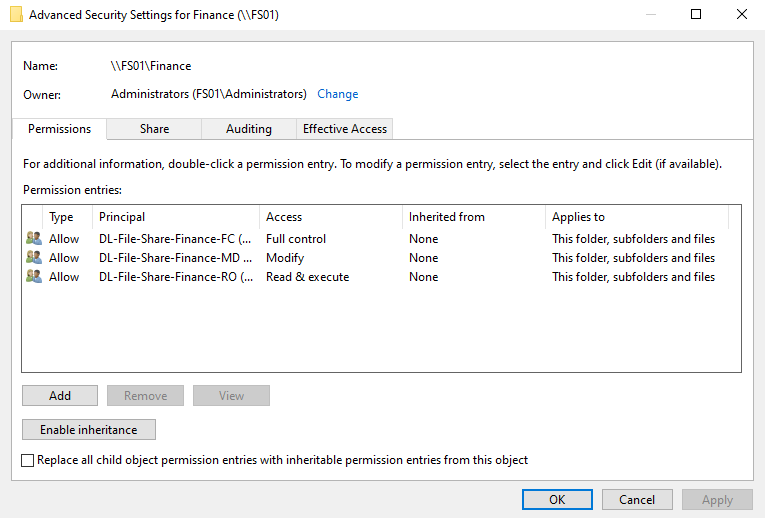 Advanced Security Settings for Finance (\\FS01)
Name: \\FS01\Finance
Owner: Administrators (FS01\Administrators) Change
Permissions Share Auditing Effective Access
For additional information, double-click a permission entry. To modify a permission entry, select the entry and click Edit (if available).
Permission entries:
Type Principal Access Inherited from Applies to
Allow DL-File-Share-Finance-FC (... Full control None This folder, subfolders and files
Allow DL-File-Share-Finance-MD ... Modify None This folder, subfolders and files
Allow DL-File-Share-Finance-RO (... Read & execute None This folder, subfolders and files
Add Remove View
Enable inheritance
Replace all child object permission entries with inheritable permission entries from this object
OK Cancel Apply